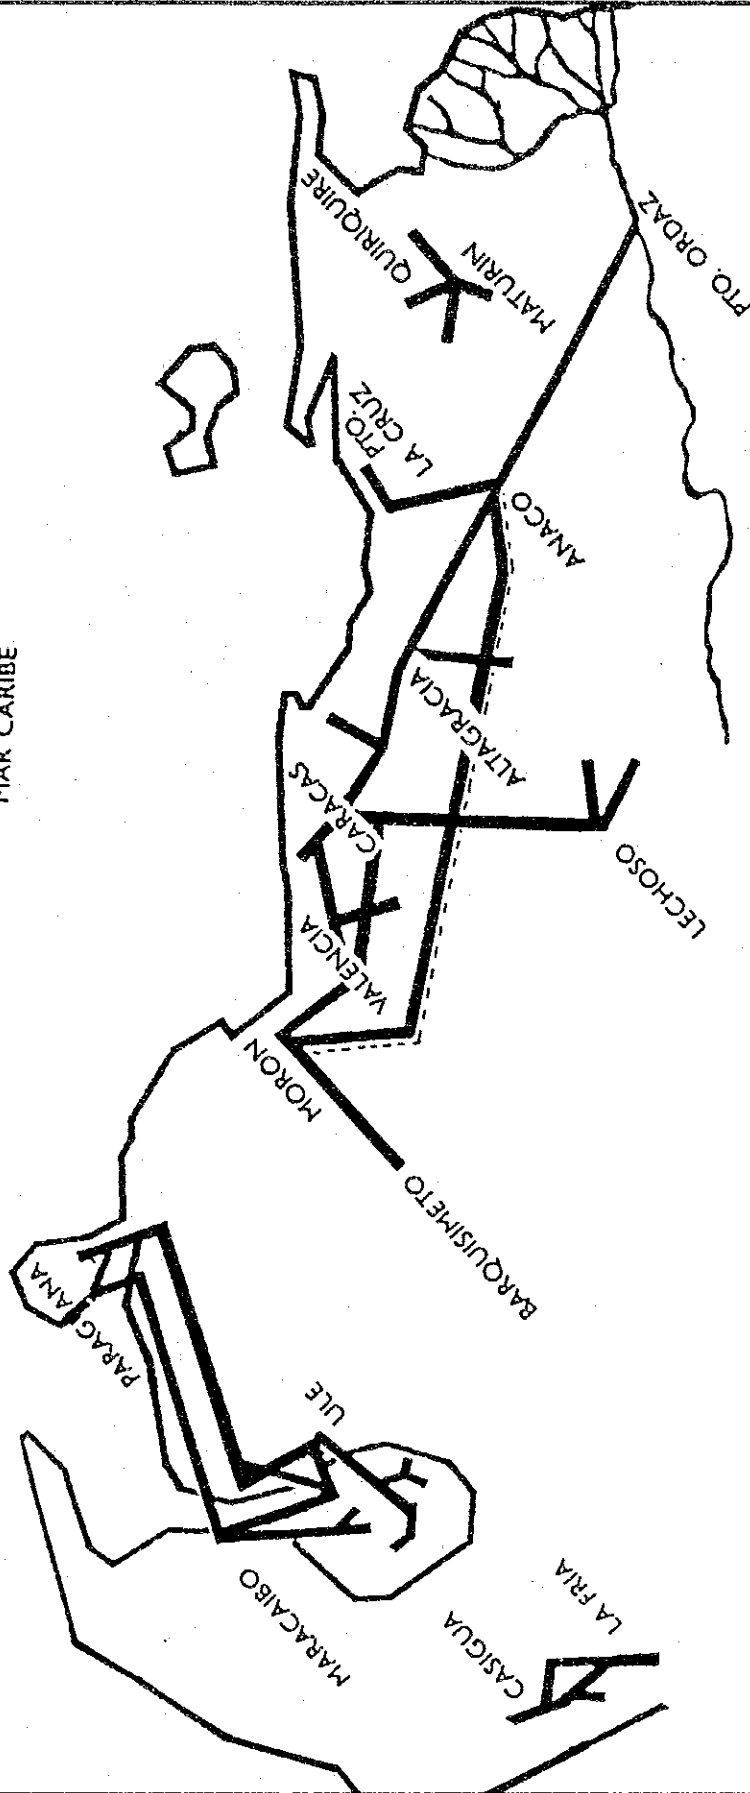 MAR CARIBE
PARAGUANA
MARACAIBO
ULE
CASIGUA
LA FRIA
BARQUISIMETO
MORON
VALENCIA
CARACAS
LECHOSO
ALTAGRACIA
ANACO
PTO.
LA CRUZ
QUIRIQUIRE
MATURIN
PTO. ORDAZ